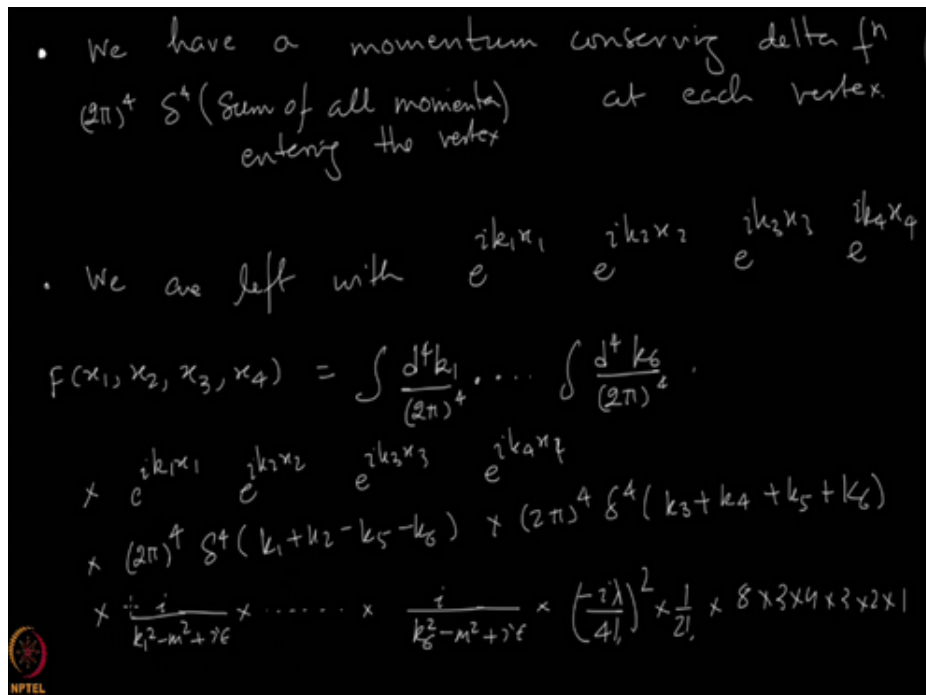 • We have a momentum conserving delta fⁿ
(2π)⁴ δ⁴ (Sum of all momenta) at each vertex.
entering the vertex
• We are left with e^{ik₁x₁} e^{ik₂x₂} e^{ik₃x₃} e^{ik₄x₄}
F(x₁, x₂, x₃, x₄) = ∫ d⁴k₁/(2π)⁴ .... ∫ d⁴k₆/(2π)⁴ .
× e^{ik₁x₁} e^{ik₂x₂} e^{ik₃x₃} e^{ik₄x₄}
× (2π)⁴ δ⁴(k₁+k₂-k₅-k₆) × (2π)⁴ δ⁴(k₃+k₄+k₅+k₆)
× i/(k₁²-m²+iε) × ...... × i/(k₆²-m²+iε) × (-iλ/4!)² × 1/2! × 8×3×4×3×2×1
NPTEL